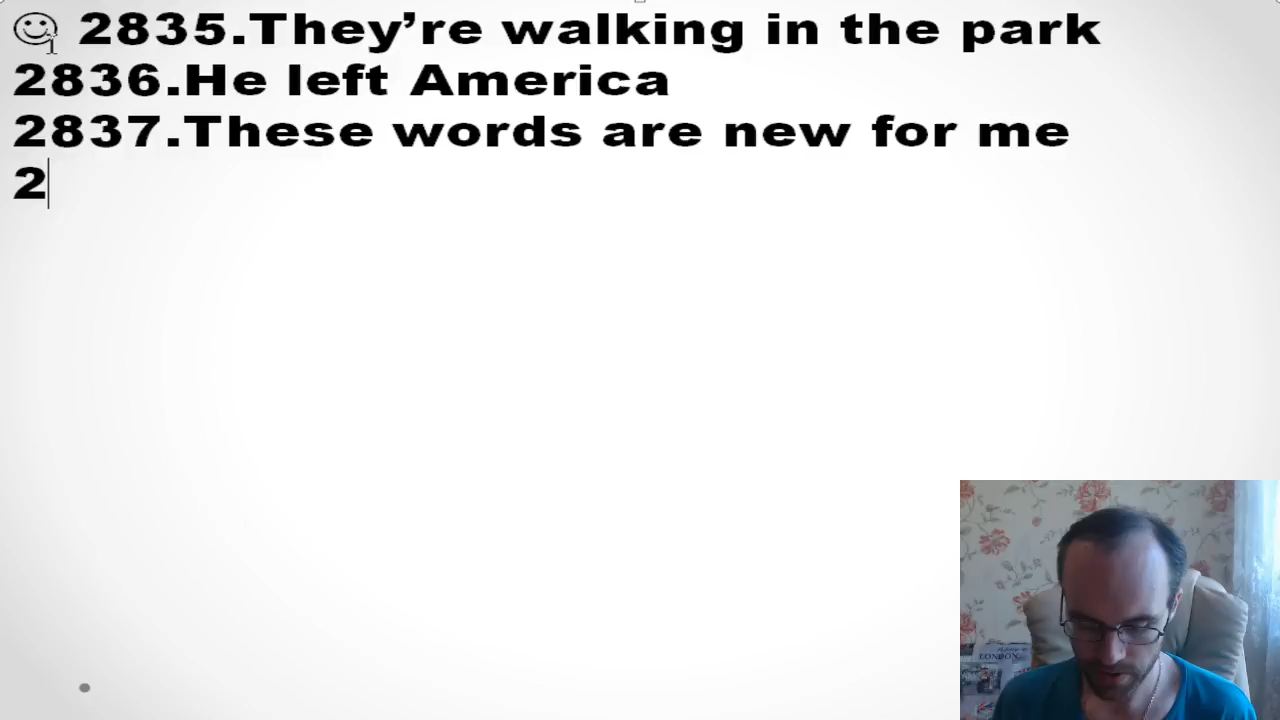 ☺ 2835.They’re walking in the park
2836.He left America
2837.These words are new for me
2
LONDON